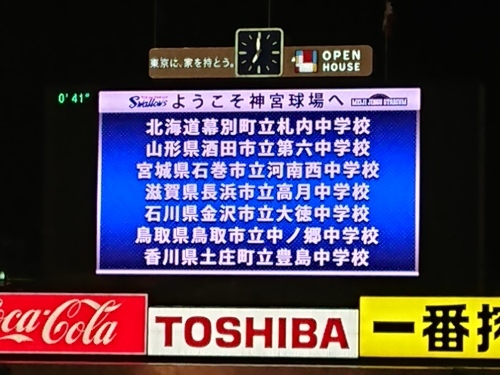 東京に、家を持とう。
OPEN
HOUSE
0'41"
Swallows ようこそ神宮球場へ MEIJI JINGU STADIUM
北海道幕別町立札内中学校
山形県酒田市立第六中学校
宮城県石巻市立河南西中学校
滋賀県長浜市立高月中学校
石川県金沢市立大徳中学校
鳥取県鳥取市立中ノ郷中学校
香川県土庄町立豊島中学校
Coca-Cola
TOSHIBA
一番搾